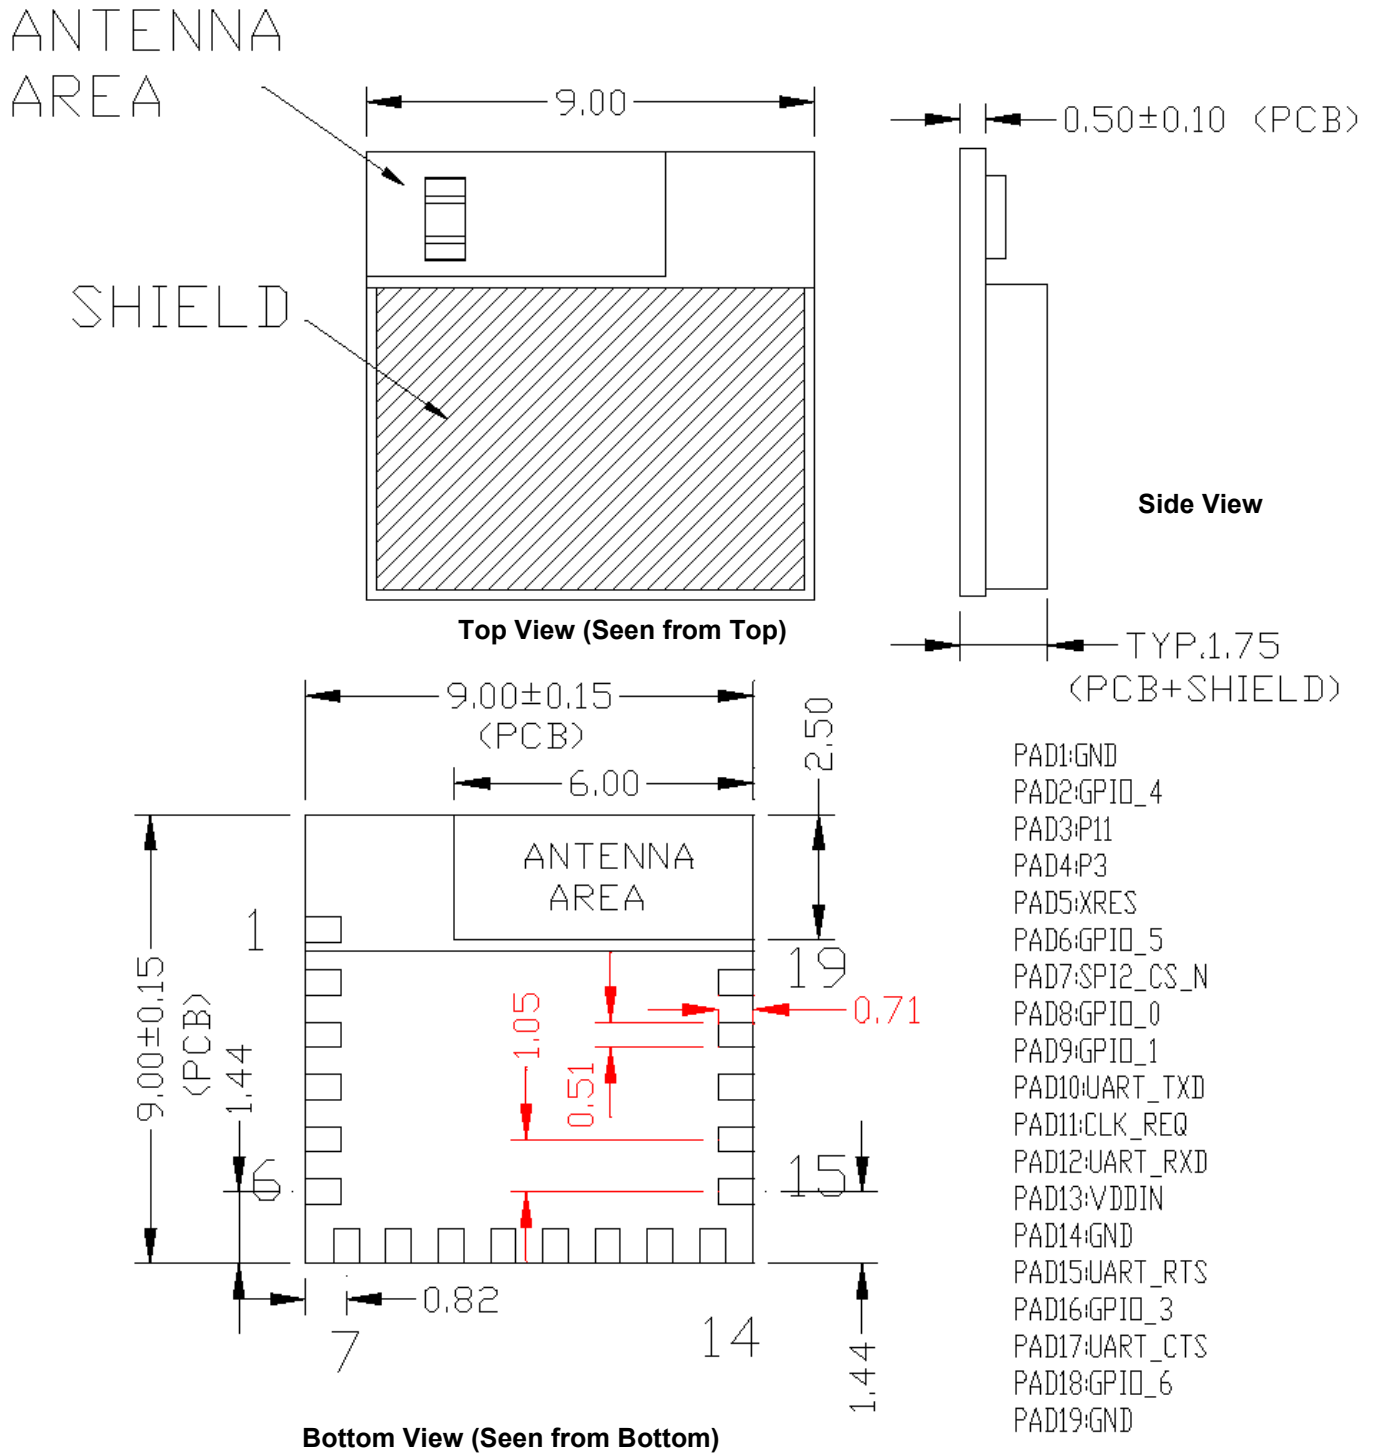 ANTENNA
AREA
9.00
0.50±0.10 (PCB)
SHIELD
Side View
Top View (Seen from Top)
TYP.1.75
(PCB+SHIELD)
9.00±0.15
(PCB)
2.50
6.00
ANTENNA
AREA
1
19
9.00±0.15
(PCB)
1.44
1.05
0.51
0.71
6
15
0.82
7
14
1.44
PAD1:GND
PAD2:GPIO_4
PAD3:P11
PAD4:P3
PAD5:XRES
PAD6:GPIO_5
PAD7:SPI2_CS_N
PAD8:GPIO_0
PAD9:GPIO_1
PAD10:UART_TXD
PAD11:CLK_REQ
PAD12:UART_RXD
PAD13:VDDIN
PAD14:GND
PAD15:UART_RTS
PAD16:GPIO_3
PAD17:UART_CTS
PAD18:GPIO_6
PAD19:GND
Bottom View (Seen from Bottom)